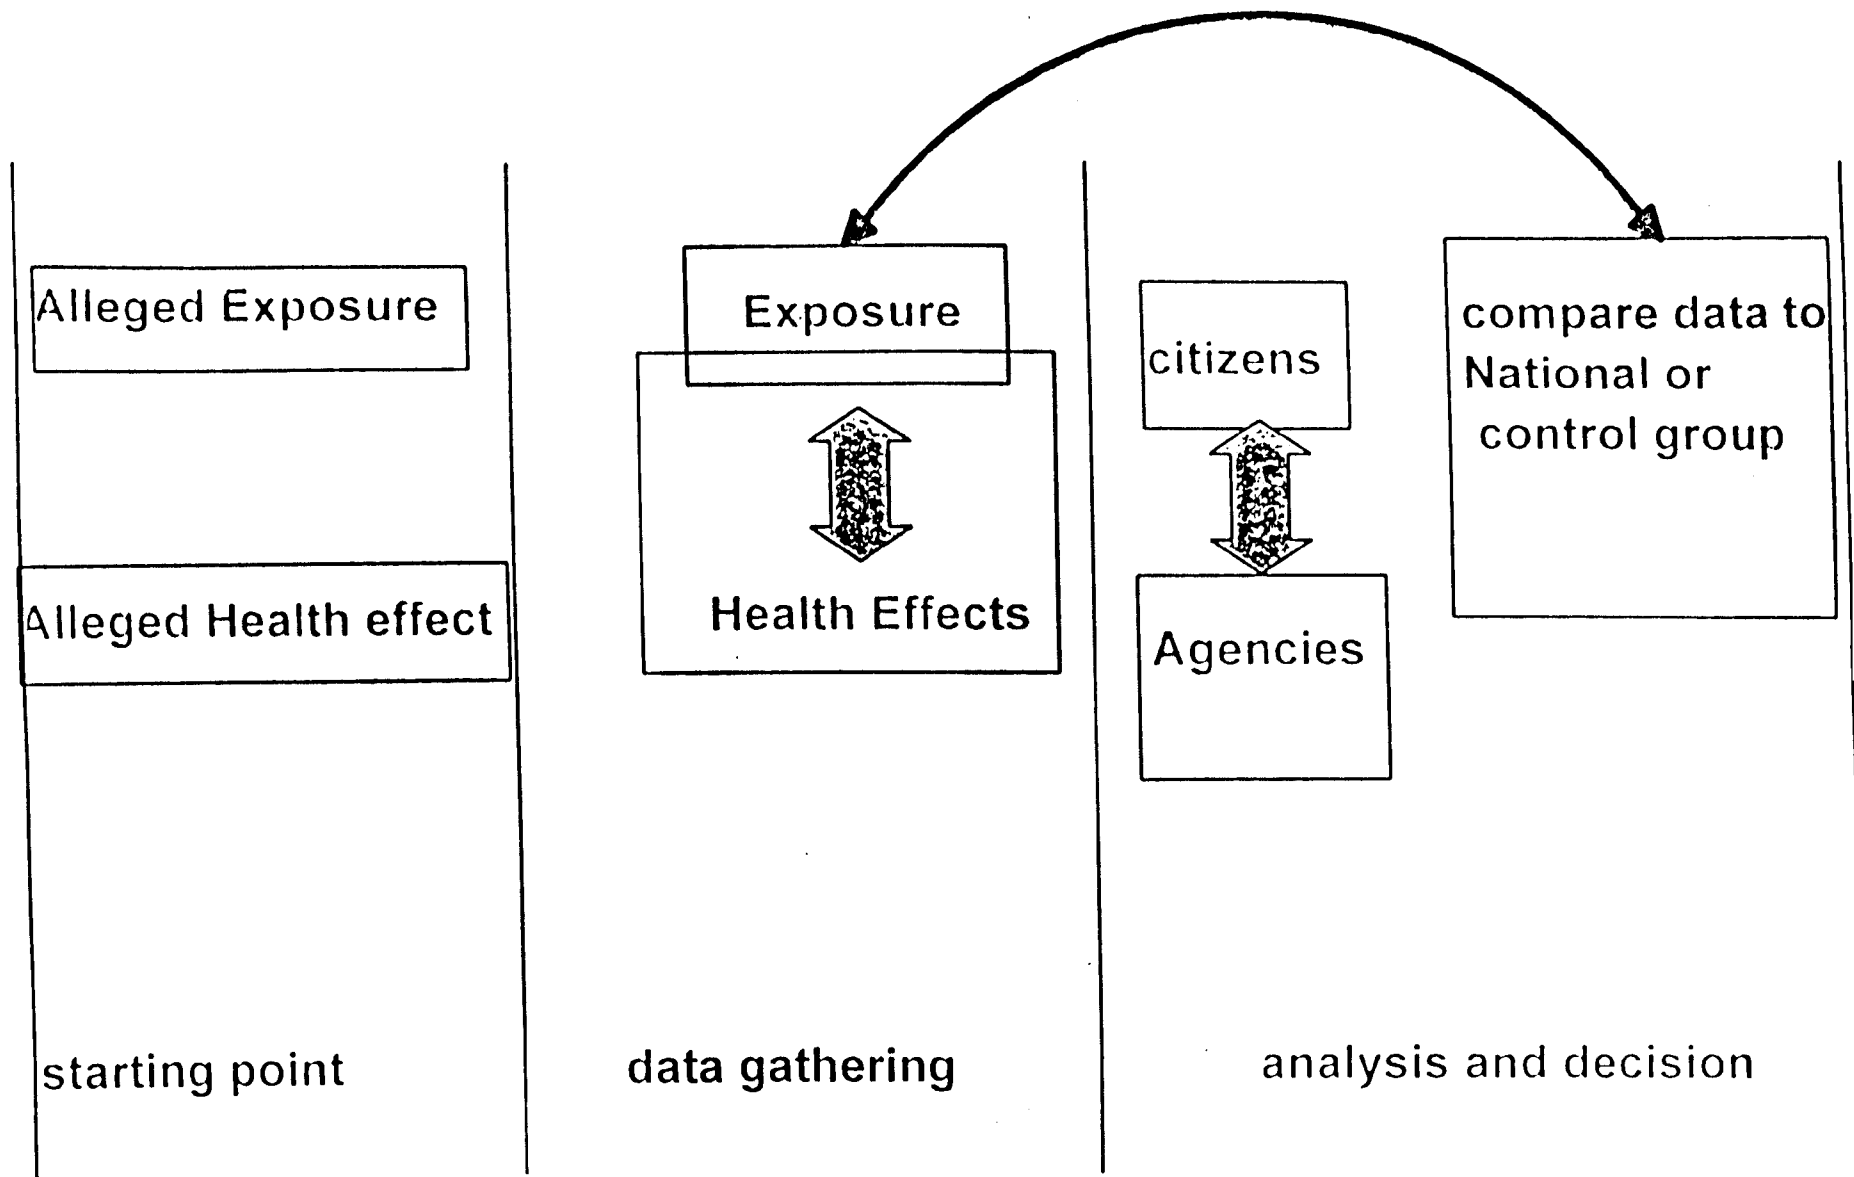 Alleged Exposure
Alleged Health effect
starting point
Exposure
Health Effects
data gathering
citizens
Agencies
compare data to
National or
control group
analysis and decision